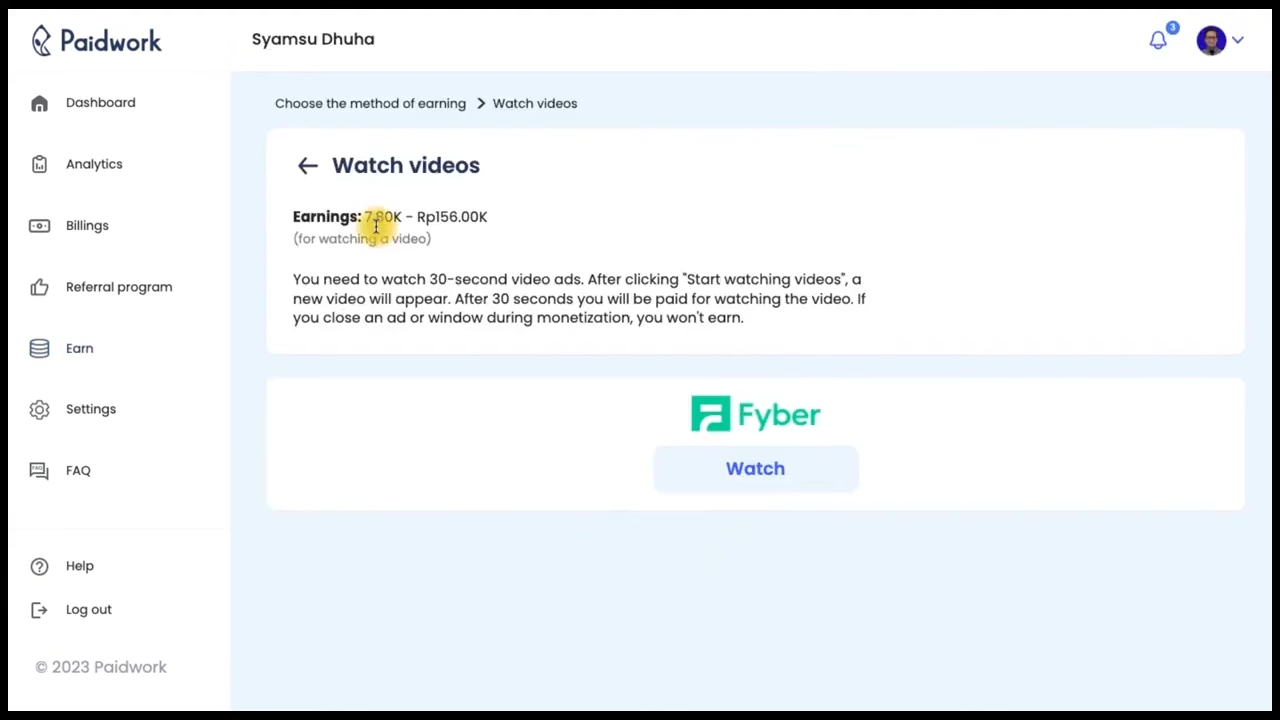 Paidwork
Syamsu Dhuha
3
Dashboard
Analytics
Billings
Referral program
Earn
Settings
FAQ
Help
Log out
© 2023 Paidwork
Choose the method of earning > Watch videos
Watch videos
Earnings: 7.80K - Rp156.00K
(for watching a video)
You need to watch 30-second video ads. After clicking "Start watching videos", a
new video will appear. After 30 seconds you will be paid for watching the video. If
you close an ad or window during monetization, you won't earn.
Fyber
Watch